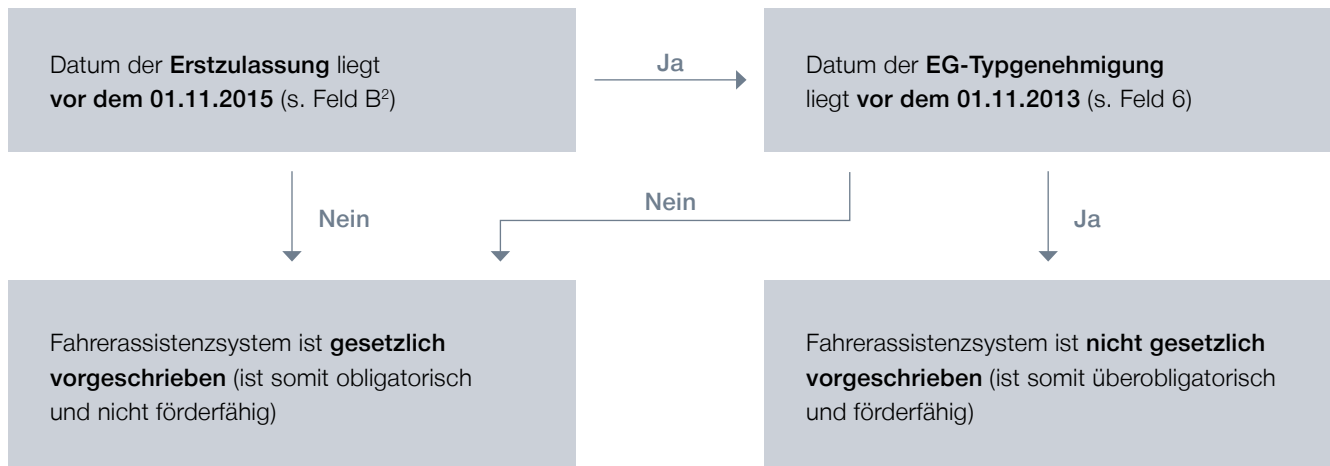 Datum der Erstzulassung liegt
vor dem 01.11.2015 (s. Feld B²)
Ja
Datum der EG-Typgenehmigung
liegt vor dem 01.11.2013 (s. Feld 6)
Nein
Nein
Ja
Fahrerassistenzsystem ist gesetzlich
vorgeschrieben (ist somit obligatorisch
und nicht förderfähig)
Fahrerassistenzsystem ist nicht gesetzlich
vorgeschrieben (ist somit überobligatorisch
und förderfähig)